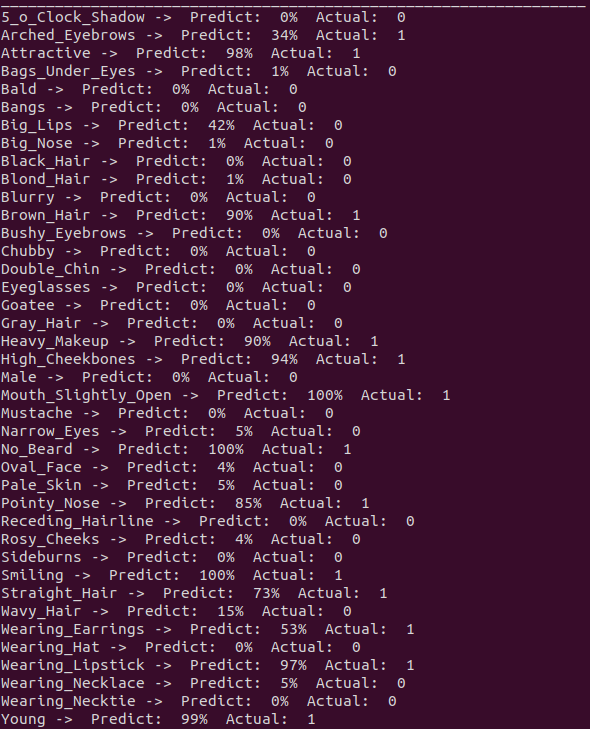 5_o_Clock_Shadow ->  Predict:  0%  Actual:  0
Arched_Eyebrows ->  Predict:  34%  Actual:  1
Attractive ->  Predict:  98%  Actual:  1
Bags_Under_Eyes ->  Predict:  1%  Actual:  0
Bald ->  Predict:  0%  Actual:  0
Bangs ->  Predict:  0%  Actual:  0
Big_Lips ->  Predict:  42%  Actual:  0
Big_Nose ->  Predict:  1%  Actual:  0
Black_Hair ->  Predict:  0%  Actual:  0
Blond_Hair ->  Predict:  1%  Actual:  0
Blurry ->  Predict:  0%  Actual:  0
Brown_Hair ->  Predict:  90%  Actual:  1
Bushy_Eyebrows ->  Predict:  0%  Actual:  0
Chubby ->  Predict:  0%  Actual:  0
Double_Chin ->  Predict:  0%  Actual:  0
Eyeglasses ->  Predict:  0%  Actual:  0
Goatee ->  Predict:  0%  Actual:  0
Gray_Hair ->  Predict:  0%  Actual:  0
Heavy_Makeup ->  Predict:  90%  Actual:  1
High_Cheekbones ->  Predict:  94%  Actual:  1
Male ->  Predict:  0%  Actual:  0
Mouth_Slightly_Open ->  Predict:  100%  Actual:  1
Mustache ->  Predict:  0%  Actual:  0
Narrow_Eyes ->  Predict:  5%  Actual:  0
No_Beard ->  Predict:  100%  Actual:  1
Oval_Face ->  Predict:  4%  Actual:  0
Pale_Skin ->  Predict:  5%  Actual:  0
Pointy_Nose ->  Predict:  85%  Actual:  1
Receding_Hairline ->  Predict:  0%  Actual:  0
Rosy_Cheeks ->  Predict:  4%  Actual:  0
Sideburns ->  Predict:  0%  Actual:  0
Smiling ->  Predict:  100%  Actual:  1
Straight_Hair ->  Predict:  73%  Actual:  1
Wavy_Hair ->  Predict:  15%  Actual:  0
Wearing_Earrings ->  Predict:  53%  Actual:  1
Wearing_Hat ->  Predict:  0%  Actual:  0
Wearing_Lipstick ->  Predict:  97%  Actual:  1
Wearing_Necklace ->  Predict:  5%  Actual:  0
Wearing_Necktie ->  Predict:  0%  Actual:  0
Young ->  Predict:  99%  Actual:  1